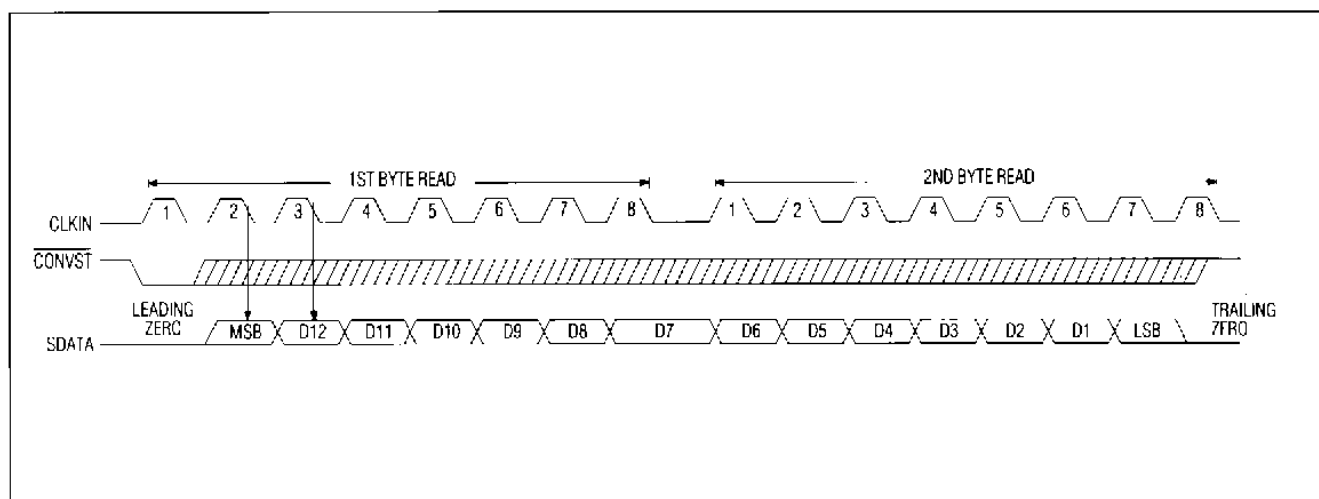 1ST BYTE READ 2ND BYTE READ
CLKIN 1 2 3 4 5 6 7 8 1 2 3 4 5 6 7 8
CONVST
LEADING
ZERC
TRAILING
ZFRO
SDATA MSB D12 D11 D10 D9 D8 D7 D6 D5 D4 D3 D2 D1 LSB